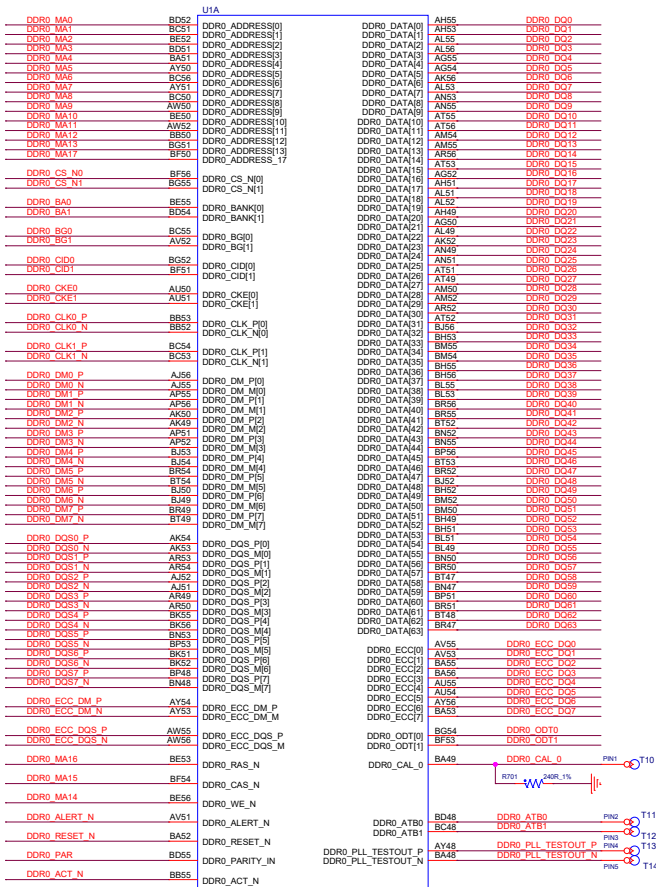 U1A
DDR0_MA0 BD52 DDR0_ADDRESS[0]
DDR0_MA1 BC51 DDR0_ADDRESS[1]
DDR0_MA2 BE52 DDR0_ADDRESS[2]
DDR0_MA3 BD51 DDR0_ADDRESS[3]
DDR0_MA4 BA51 DDR0_ADDRESS[4]
DDR0_MA5 AY50 DDR0_ADDRESS[5]
DDR0_MA6 BC56 DDR0_ADDRESS[6]
DDR0_MA7 AY51 DDR0_ADDRESS[7]
DDR0_MA8 BC50 DDR0_ADDRESS[8]
DDR0_MA9 AW50 DDR0_ADDRESS[9]
DDR0_MA10 BE50 DDR0_ADDRESS[10]
DDR0_MA11 AW52 DDR0_ADDRESS[11]
DDR0_MA12 BB50 DDR0_ADDRESS[12]
DDR0_MA13 BG51 DDR0_ADDRESS[13]
DDR0_MA17 BF50 DDR0_ADDRESS_17
DDR0_CS_N0 BF56 DDR0_CS_N[0]
DDR0_CS_N1 BG55 DDR0_CS_N[1]
DDR0_BA0 BE55 DDR0_BANK[0]
DDR0_BA1 BD54 DDR0_BANK[1]
DDR0_BG0 BC55 DDR0_BG[0]
DDR0_BG1 AV52 DDR0_BG[1]
DDR0_CID0 BG52 DDR0_CID[0]
DDR0_CID1 BF51 DDR0_CID[1]
DDR0_CKE0 AU50 DDR0_CKE[0]
DDR0_CKE1 AU51 DDR0_CKE[1]
DDR0_CLK0_P BB53 DDR0_CLK_P[0]
DDR0_CLK0_N BB52 DDR0_CLK_N[0]
DDR0_CLK1_P BC54 DDR0_CLK_P[1]
DDR0_CLK1_N BC53 DDR0_CLK_N[1]
DDR0_DM0_P AJ56 DDR0_DM_P[0]
DDR0_DM0_N AJ55 DDR0_DM_M[0]
DDR0_DM1_P AP55 DDR0_DM_P[1]
DDR0_DM1_N AP56 DDR0_DM_M[1]
DDR0_DM2_P AK50 DDR0_DM_P[2]
DDR0_DM2_N AK49 DDR0_DM_M[2]
DDR0_DM3_P AP51 DDR0_DM_P[3]
DDR0_DM3_N AP52 DDR0_DM_M[3]
DDR0_DM4_P BJ53 DDR0_DM_P[4]
DDR0_DM4_N BJ54 DDR0_DM_M[4]
DDR0_DM5_P BR54 DDR0_DM_P[5]
DDR0_DM5_N BT54 DDR0_DM_M[5]
DDR0_DM6_P BJ50 DDR0_DM_P[6]
DDR0_DM6_N BJ49 DDR0_DM_M[6]
DDR0_DM7_P BR49 DDR0_DM_P[7]
DDR0_DM7_N BT49 DDR0_DM_M[7]
DDR0_DQS0_P AK54 DDR0_DQS_P[0]
DDR0_DQS0_N AK53 DDR0_DQS_M[0]
DDR0_DQS1_P AR53 DDR0_DQS_P[1]
DDR0_DQS1_N AR54 DDR0_DQS_M[1]
DDR0_DQS2_P AJ52 DDR0_DQS_P[2]
DDR0_DQS2_N AJ51 DDR0_DQS_M[2]
DDR0_DQS3_P AR49 DDR0_DQS_P[3]
DDR0_DQS3_N AR50 DDR0_DQS_M[3]
DDR0_DQS4_P BK55 DDR0_DQS_P[4]
DDR0_DQS4_N BK56 DDR0_DQS_M[4]
DDR0_DQS5_P BN53 DDR0_DQS_P[5]
DDR0_DQS5_N BP53 DDR0_DQS_M[5]
DDR0_DQS6_P BK51 DDR0_DQS_P[6]
DDR0_DQS6_N BK52 DDR0_DQS_M[6]
DDR0_DQS7_P BP48 DDR0_DQS_P[7]
DDR0_DQS7_N BN48 DDR0_DQS_M[7]
DDR0_ECC_DM_P AY54 DDR0_ECC_DM_P
DDR0_ECC_DM_N AY53 DDR0_ECC_DM_M
DDR0_ECC_DQS_P AW55 DDR0_ECC_DQS_P
DDR0_ECC_DQS_N AW56 DDR0_ECC_DQS_M
DDR0_MA16 BE53 DDR0_RAS_N
DDR0_MA15 BF54 DDR0_CAS_N
DDR0_MA14 BE56 DDR0_WE_N
DDR0_ALERT_N AV51 DDR0_ALERT_N
DDR0_RESET_N BA52 DDR0_RESET_N
DDR0_PAR BD55 DDR0_PARITY_IN
DDR0_ACT_N BB55 DDR0_ACT_N
DDR0_DATA[0] AH55 DDR0_DQ0
DDR0_DATA[1] AH53 DDR0_DQ1
DDR0_DATA[2] AL55 DDR0_DQ2
DDR0_DATA[3] AL56 DDR0_DQ3
DDR0_DATA[4] AG55 DDR0_DQ4
DDR0_DATA[5] AG54 DDR0_DQ5
DDR0_DATA[6] AK56 DDR0_DQ6
DDR0_DATA[7] AL53 DDR0_DQ7
DDR0_DATA[8] AN53 DDR0_DQ8
DDR0_DATA[9] AN55 DDR0_DQ9
DDR0_DATA[10] AT55 DDR0_DQ10
DDR0_DATA[11] AT56 DDR0_DQ11
DDR0_DATA[12] AM54 DDR0_DQ12
DDR0_DATA[13] AM55 DDR0_DQ13
DDR0_DATA[14] AR56 DDR0_DQ14
DDR0_DATA[15] AT53 DDR0_DQ15
DDR0_DATA[16] AG52 DDR0_DQ16
DDR0_DATA[17] AH51 DDR0_DQ17
DDR0_DATA[18] AL51 DDR0_DQ18
DDR0_DATA[19] AL52 DDR0_DQ19
DDR0_DATA[20] AH49 DDR0_DQ20
DDR0_DATA[21] AG50 DDR0_DQ21
DDR0_DATA[22] AL49 DDR0_DQ22
DDR0_DATA[23] AK52 DDR0_DQ23
DDR0_DATA[24] AN49 DDR0_DQ24
DDR0_DATA[25] AN51 DDR0_DQ25
DDR0_DATA[26] AT51 DDR0_DQ26
DDR0_DATA[27] AT49 DDR0_DQ27
DDR0_DATA[28] AM50 DDR0_DQ28
DDR0_DATA[29] AM52 DDR0_DQ29
DDR0_DATA[30] AR52 DDR0_DQ30
DDR0_DATA[31] AT52 DDR0_DQ31
DDR0_DATA[32] BJ56 DDR0_DQ32
DDR0_DATA[33] BH53 DDR0_DQ33
DDR0_DATA[34] BM55 DDR0_DQ34
DDR0_DATA[35] BM54 DDR0_DQ35
DDR0_DATA[36] BH55 DDR0_DQ36
DDR0_DATA[37] BH56 DDR0_DQ37
DDR0_DATA[38] BL55 DDR0_DQ38
DDR0_DATA[39] BL53 DDR0_DQ39
DDR0_DATA[40] BR56 DDR0_DQ40
DDR0_DATA[41] BR55 DDR0_DQ41
DDR0_DATA[42] BT52 DDR0_DQ42
DDR0_DATA[43] BN52 DDR0_DQ43
DDR0_DATA[44] BN55 DDR0_DQ44
DDR0_DATA[45] BP56 DDR0_DQ45
DDR0_DATA[46] BT53 DDR0_DQ46
DDR0_DATA[47] BR52 DDR0_DQ47
DDR0_DATA[48] BJ52 DDR0_DQ48
DDR0_DATA[49] BH52 DDR0_DQ49
DDR0_DATA[50] BM52 DDR0_DQ50
DDR0_DATA[51] BM50 DDR0_DQ51
DDR0_DATA[52] BH49 DDR0_DQ52
DDR0_DATA[53] BH51 DDR0_DQ53
DDR0_DATA[54] BL51 DDR0_DQ54
DDR0_DATA[55] BL49 DDR0_DQ55
DDR0_DATA[56] BN50 DDR0_DQ56
DDR0_DATA[57] BR50 DDR0_DQ57
DDR0_DATA[58] BT47 DDR0_DQ58
DDR0_DATA[59] BN47 DDR0_DQ59
DDR0_DATA[60] BP51 DDR0_DQ60
DDR0_DATA[61] BR51 DDR0_DQ61
DDR0_DATA[62] BT48 DDR0_DQ62
DDR0_DATA[63] BR47 DDR0_DQ63
DDR0_ECC[0] AV55 DDR0_ECC_DQ0
DDR0_ECC[1] AV53 DDR0_ECC_DQ1
DDR0_ECC[2] BA55 DDR0_ECC_DQ2
DDR0_ECC[3] BA56 DDR0_ECC_DQ3
DDR0_ECC[4] AU55 DDR0_ECC_DQ4
DDR0_ECC[5] AU54 DDR0_ECC_DQ5
DDR0_ECC[6] AY56 DDR0_ECC_DQ6
DDR0_ECC[7] BA53 DDR0_ECC_DQ7
DDR0_ODT[0] BG54 DDR0_ODT0
DDR0_ODT[1] BF53 DDR0_ODT1
DDR0_CAL_0 BA49 DDR0_CAL_0 PIN1 T10
R701 240R_1%
DDR0_ATB0 BD48 DDR0_ATB0 PIN2 T11
DDR0_ATB1 BC48 DDR0_ATB1 PIN3 T12
DDR0_PLL_TESTOUT_P AY48 DDR0_PLL_TESTOUT_P PIN4 T13
DDR0_PLL_TESTOUT_N BA48 DDR0_PLL_TESTOUT_N PIN5 T14